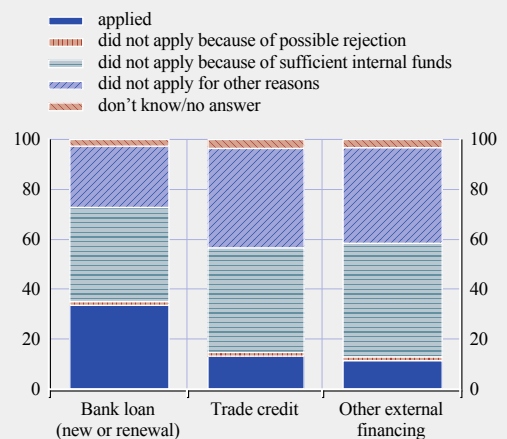 applied
did not apply because of possible rejection
did not apply because of sufficient internal funds
did not apply for other reasons
don't know/no answer
100 100
80 80
60 60
40 40
20 20
0 0
Bank loan Trade credit Other external
(new or renewal) financing